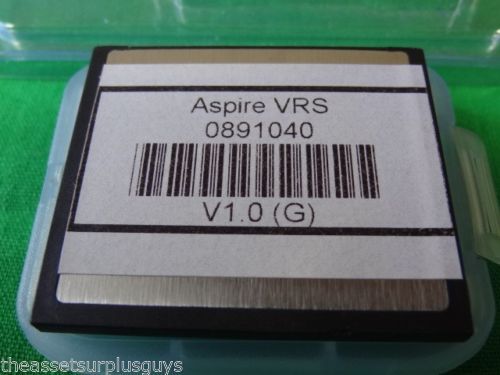 Aspire VRS
0891040
V1.0 (G)
theassetsurplusguys